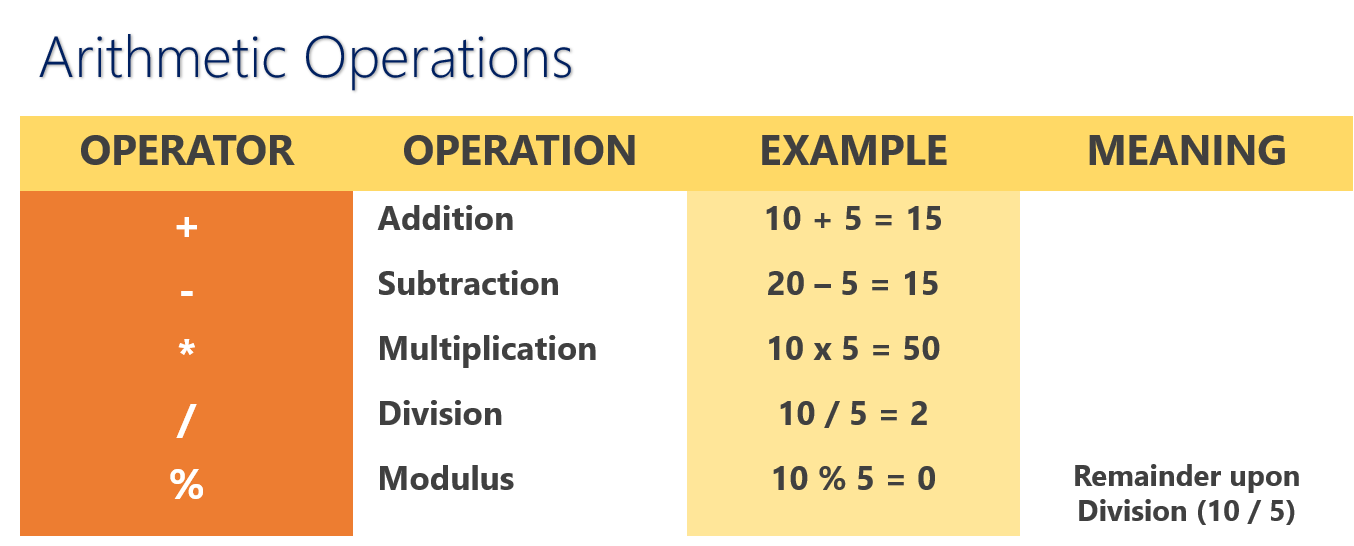 Arithmetic Operations
OPERATOR OPERATION EXAMPLE MEANING
+ Addition 10 + 5 = 15
- Subtraction 20 – 5 = 15
* Multiplication 10 x 5 = 50
/ Division 10 / 5 = 2
% Modulus 10 % 5 = 0 Remainder upon
Division (10 / 5)